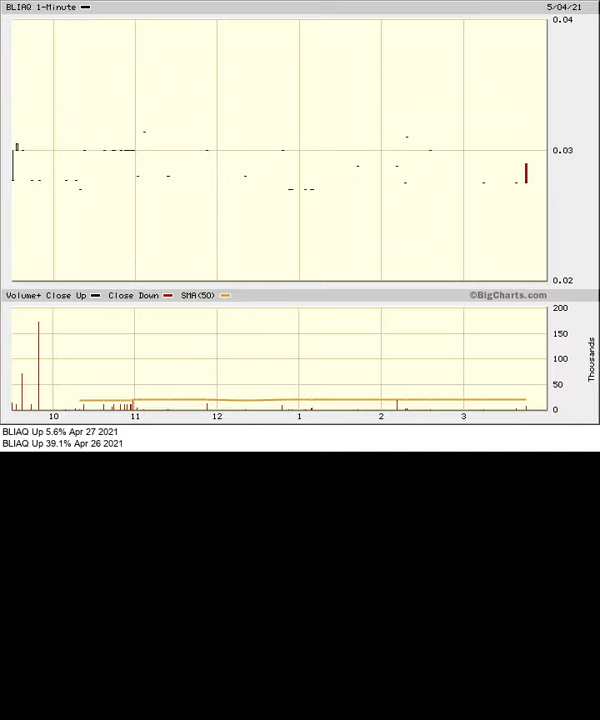 BLIAQ 1-Minute 5/04/21
0.04
0.03
0.02
Volume+ Close Up Close Down SMA(50) ©BigCharts.com
200
150
100
50
0
Thousands
10 11 12 1 2 3
BLIAQ Up 5.6% Apr 27 2021
BLIAQ Up 39.1% Apr 26 2021